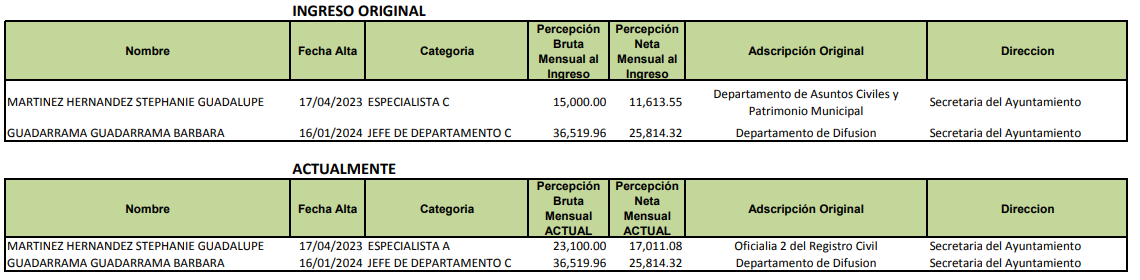 INGRESO ORIGINAL
Nombre Fecha Alta Categoria Percepción Bruta Mensual al Ingreso Percepción Neta Mensual al Ingreso Adscripción Original Direccion
MARTINEZ HERNANDEZ STEPHANIE GUADALUPE 17/04/2023 ESPECIALISTA C 15,000.00 11,613.55 Departamento de Asuntos Civiles y Patrimonio Municipal Secretaria del Ayuntamiento
GUADARRAMA GUADARRAMA BARBARA 16/01/2024 JEFE DE DEPARTAMENTO C 36,519.96 25,814.32 Departamento de Difusion Secretaria del Ayuntamiento
ACTUALMENTE
Nombre Fecha Alta Categoria Percepción Bruta Mensual ACTUAL Percepción Neta Mensual ACTUAL Adscripción Original Direccion
MARTINEZ HERNANDEZ STEPHANIE GUADALUPE 17/04/2023 ESPECIALISTA A 23,100.00 17,011.08 Oficialia 2 del Registro Civil Secretaria del Ayuntamiento
GUADARRAMA GUADARRAMA BARBARA 16/01/2024 JEFE DE DEPARTAMENTO C 36,519.96 25,814.32 Departamento de Difusion Secretaria del Ayuntamiento